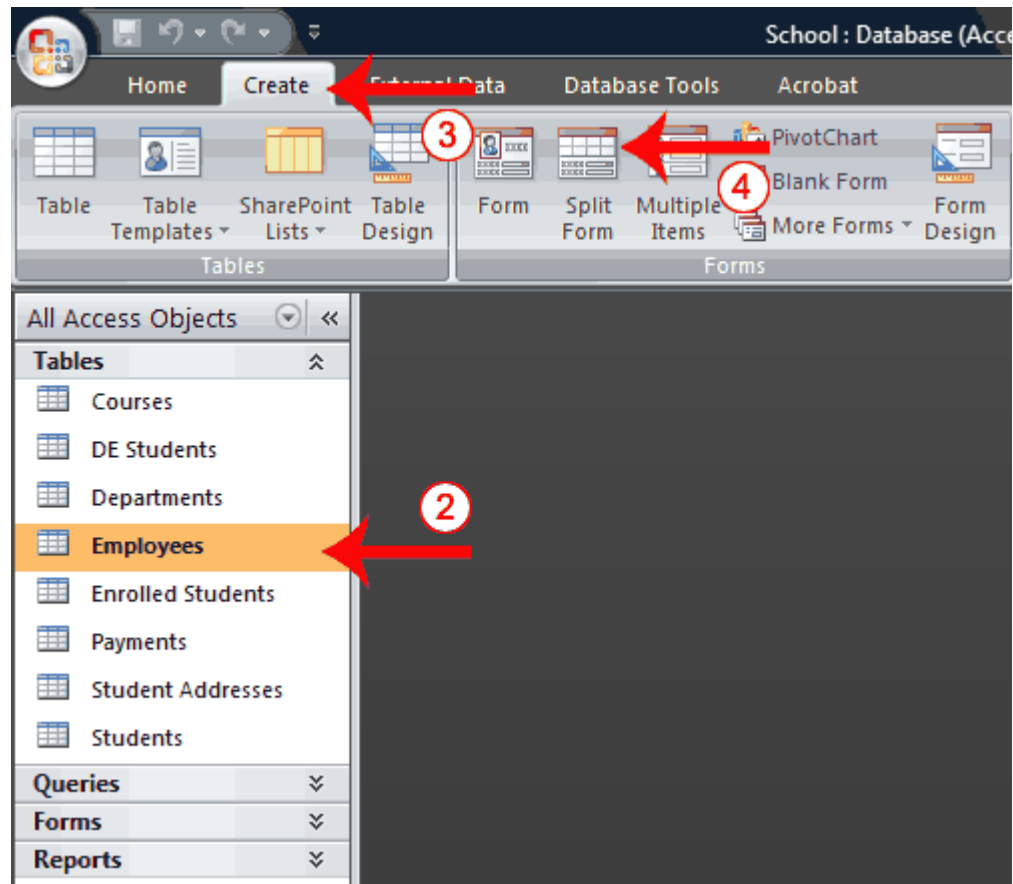 School : Database (Acce
Home Create External Data Database Tools Acrobat
3
4
PivotChart
Blank Form
More Forms
Table
Table Templates
SharePoint Lists
Table Design
Form
Split Form
Multiple Items
Form Design
Tables
Forms
All Access Objects
Tables
Courses
DE Students
Departments
2
Employees
Enrolled Students
Payments
Student Addresses
Students
Queries
Forms
Reports